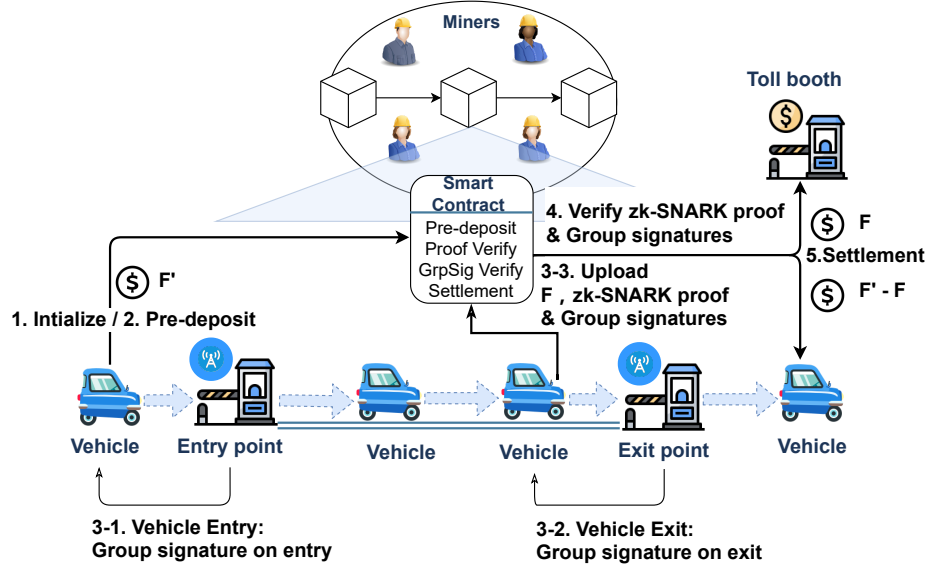 Miners
Toll booth
$
Smart
Contract
Pre-deposit
Proof Verify
GrpSig Verify
Settlement
4. Verify zk-SNARK proof
& Group signatures
$ F
5.Settlement
$ F' - F
3-3. Upload
F , zk-SNARK proof
& Group signatures
$ F'
1. Intialize / 2. Pre-deposit
Vehicle
Entry point
Vehicle
Vehicle
Exit point
Vehicle
3-1. Vehicle Entry:
Group signature on entry
3-2. Vehicle Exit:
Group signature on exit